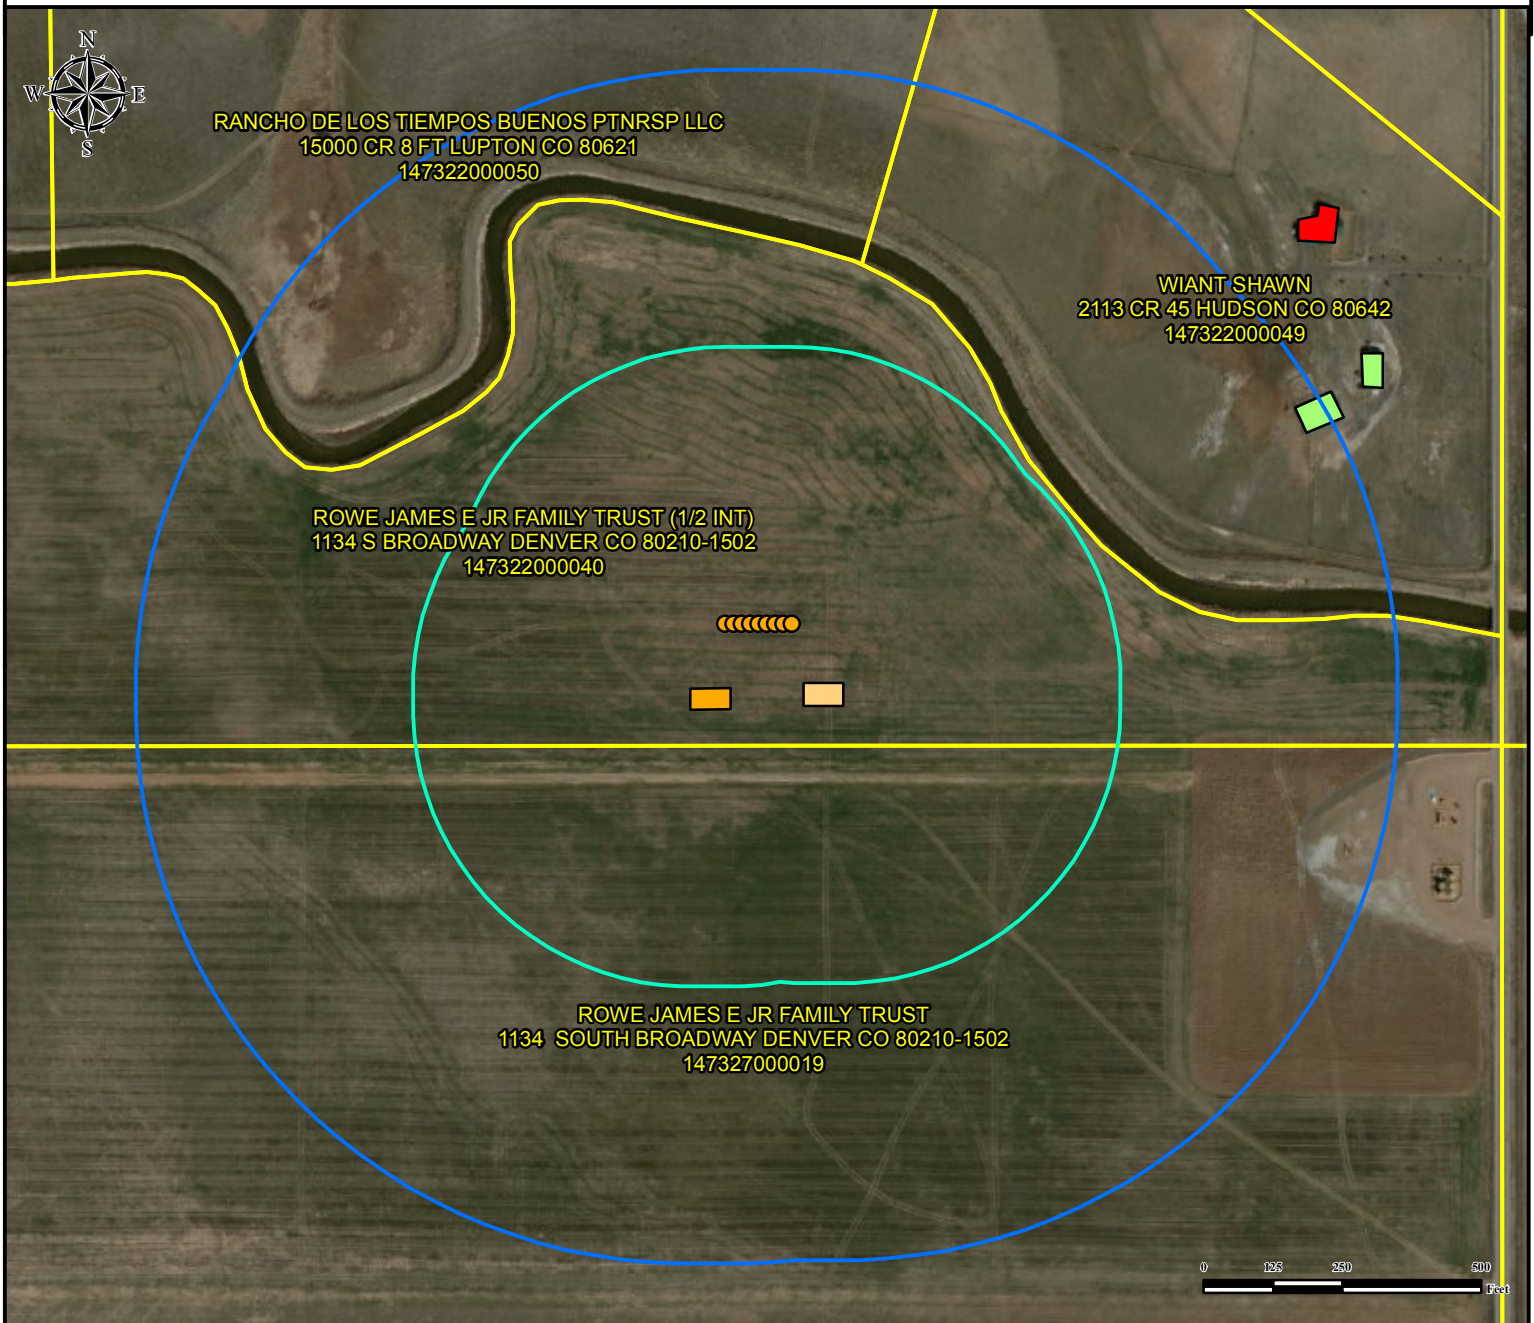 N
W E
S
RANCHO DE LOS TIEMPOS BUENOS PTNRSP LLC
15000 CR 8 FT LUPTON CO 80621
147322000050
WIANT SHAWN
2113 CR 45 HUDSON CO 80642
147322000049
ROWE JAMES E JR FAMILY TRUST (1/2 INT)
1134 S BROADWAY DENVER CO 80210-1502
147322000040
ROWE JAMES E JR FAMILY TRUST
1134 SOUTH BROADWAY DENVER CO 80210-1502
147327000019
0 125 250 500
Feet